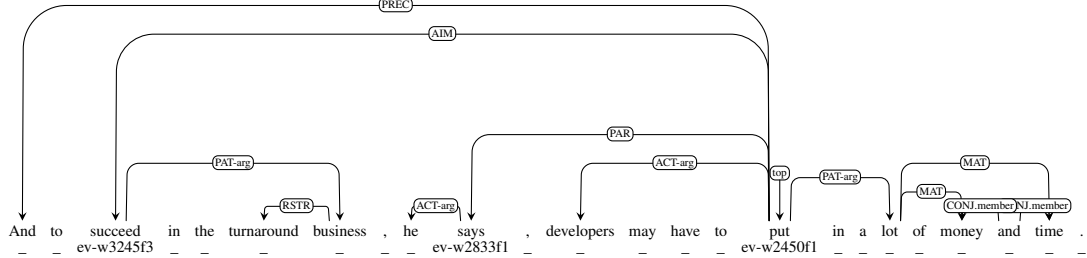 PREC
AIM
PAR
PAT-arg ACT-arg MAT
top
PAT-arg
MAT
RSTR ACT-arg CONJ.member NJ.member
And to succeed in the turnaround business , he says , developers may have to put in a lot of money and time .
_ _ ev-w3245f3 _ _ _ _ _ _ ev-w2833f1 _ _ _ _ _ ev-w2450f1 _ _ _ _ _ _ _ _